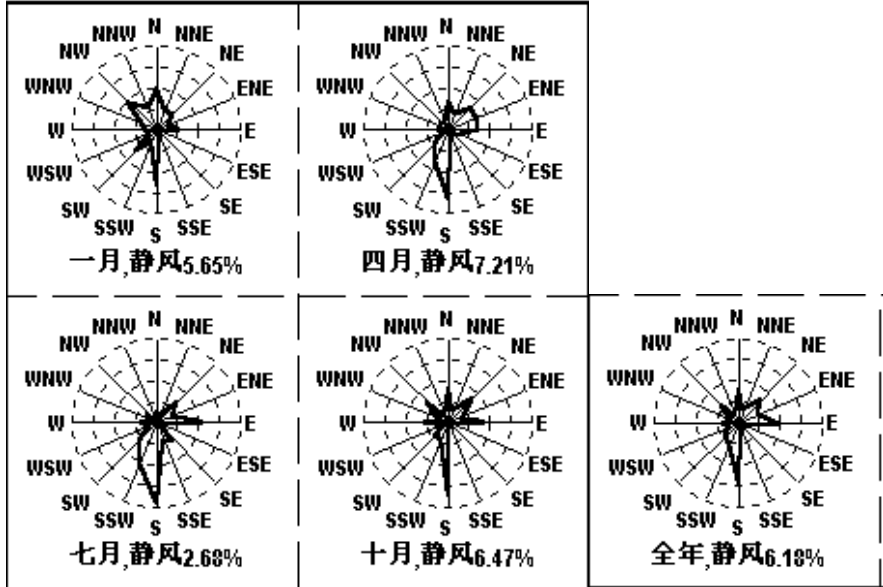 N
NNW NNE
NW NE
WNW ENE
W E
WSW ESE
SW SE
SSW SSE
S
一月,静风5.65%
N
NNW NNE
NW NE
WNW ENE
W E
WSW ESE
SW SE
SSW SSE
S
四月,静风7.21%
N
NNW NNE
NW NE
WNW ENE
W E
WSW ESE
SW SE
SSW SSE
S
七月,静风2.68%
N
NNW NNE
NW NE
WNW ENE
W E
WSW ESE
SW SE
SSW SSE
S
十月,静风6.47%
N
NNW NNE
NW NE
WNW ENE
W E
WSW ESE
SW SE
SSW SSE
S
全年,静风6.18%